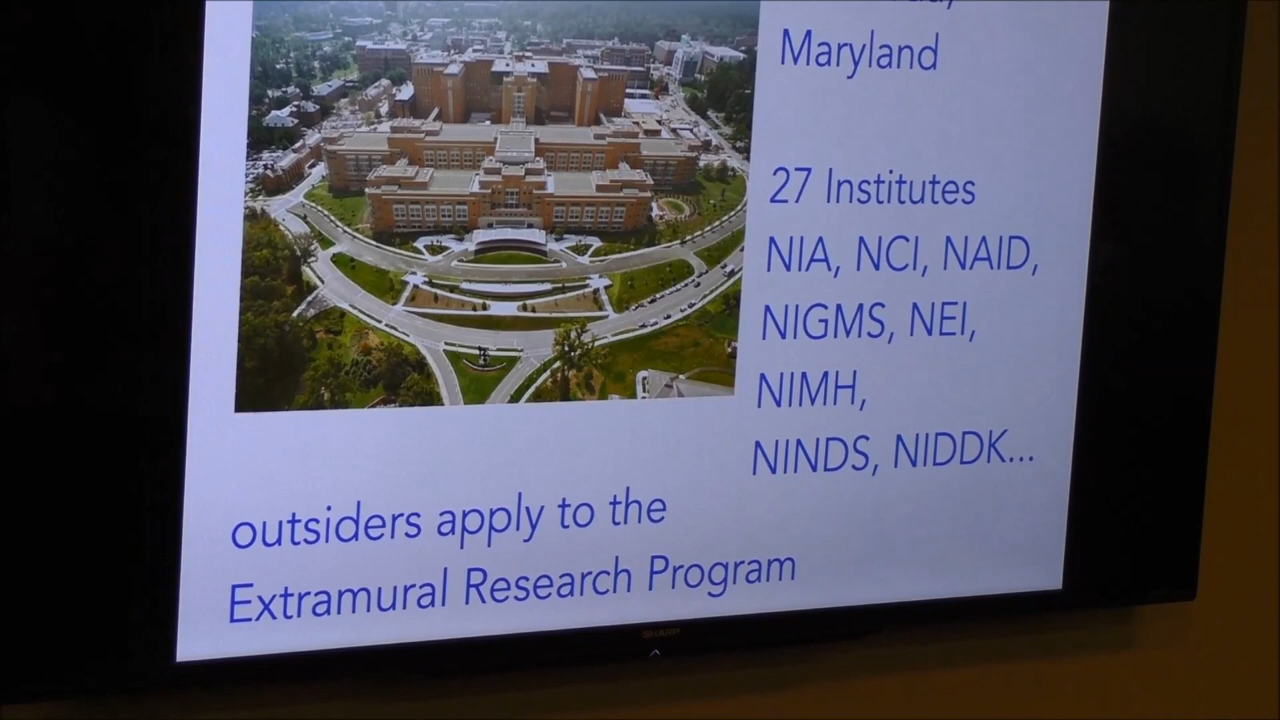 Maryland
27 Institutes
NIA, NCI, NAID,
NIGMS, NEI,
NIMH,
NINDS, NIDDK...
outsiders apply to the
Extramural Research Program
SHARP